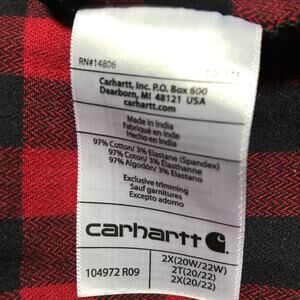 RN#14806
Carhartt, Inc. P.O. Box 600
Dearborn, MI 48121 USA
carhartt.com
Made in India
Fabriqué en Inde
Hecho en India
97% Cotton/ 3% Elastane (Spandex)
97% Coton/ 3% Elasthanne
97% Algodón/ 3% Elastano
Exclusive trimming
Sauf garnitures
Excepto adorno
carhartt
104972 R09
2X(20W/22W)
2T(20/22)
2X(20/22)